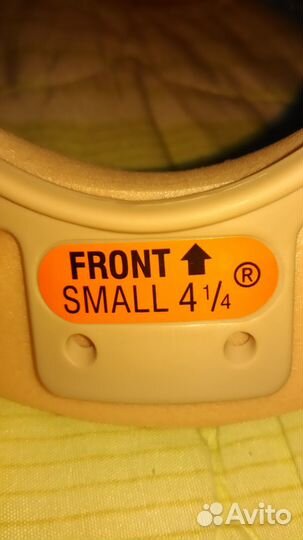 FRONT ↑
SMALL 4 1/4 ®
Avito